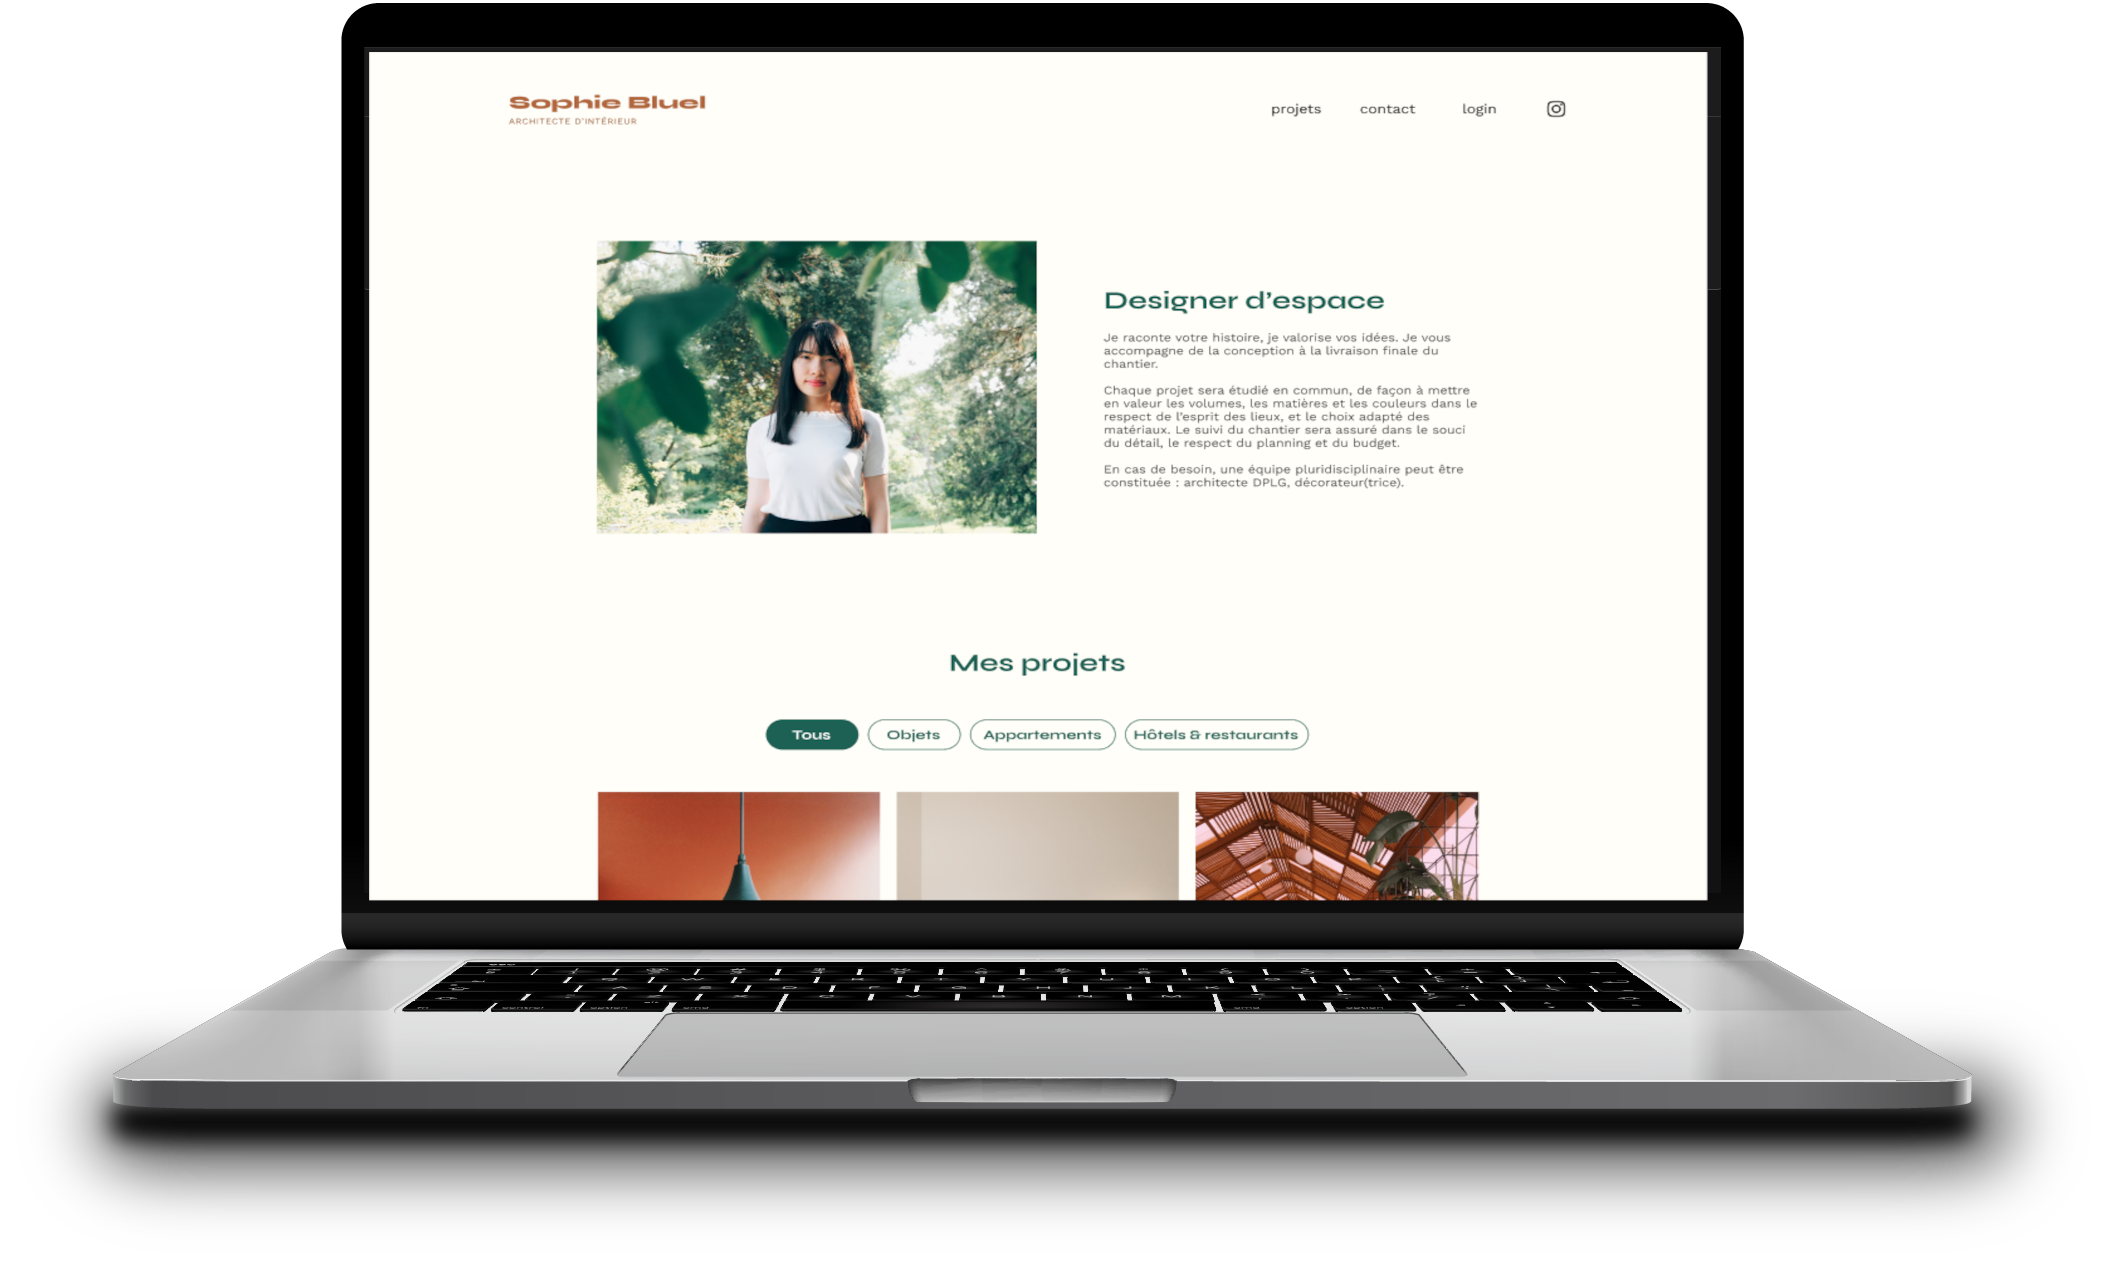 Sophie Bluel
ARCHITECTE D'INTÉRIEUR
projets contact login
Designer d'espace
Je raconte votre histoire, je valorise vos idées. Je vous
accompagne de la conception à la livraison finale du
chantier.
Chaque projet sera étudié en commun, de façon à mettre
en valeur les volumes, les matières et les couleurs dans le
respect de l'esprit des lieux, et le choix adapté des
matériaux. Le suivi du chantier sera assuré dans le souci
du détail, le respect du planning et du budget.
En cas de besoin, une équipe pluridisciplinaire peut être
constituée : architecte DPLG, décorateur(trice).
Mes projets
Tous Objets Appartements Hôtels & restaurants